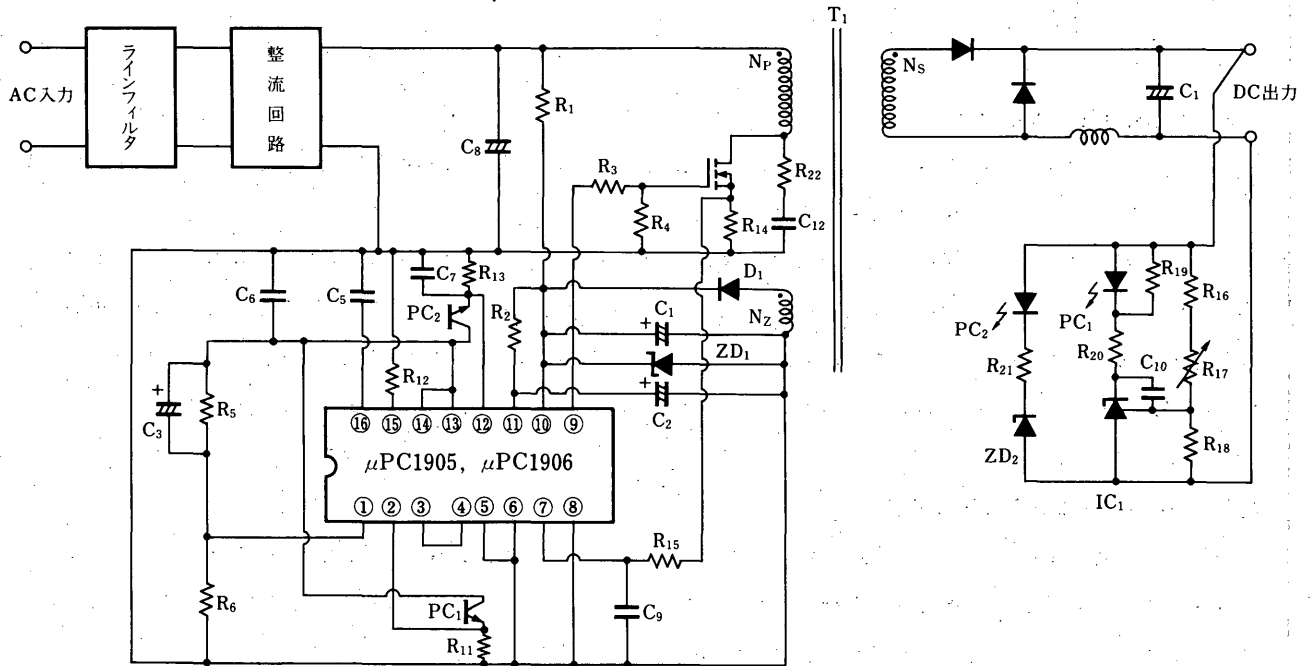 T₁
ラインフィルタ
整流回路
AC入力
N_P
N_S
C₁
DC出力
R₁
C₈
R₃
R₄
R₂₂
R₁₄
C₁₂
C₆
C₅
C₇
R₁₃
PC₂
R₂
D₁
N_Z
C₁
ZD₁
C₂
R₁₂
C₃
R₅
+
+
+
PC₂
R₂₁
ZD₂
PC₁
R₁₉
R₂₀
C₁₀
R₁₆
R₁₇
R₁₈
IC₁
⑯ ⑮ ⑭ ⑬ ⑫ ⑪ ⑩ ⑨
μPC1905, μPC1906
① ② ③ ④ ⑤ ⑥ ⑦ ⑧
R₁₅
R₆
PC₁
R₁₁
C₉